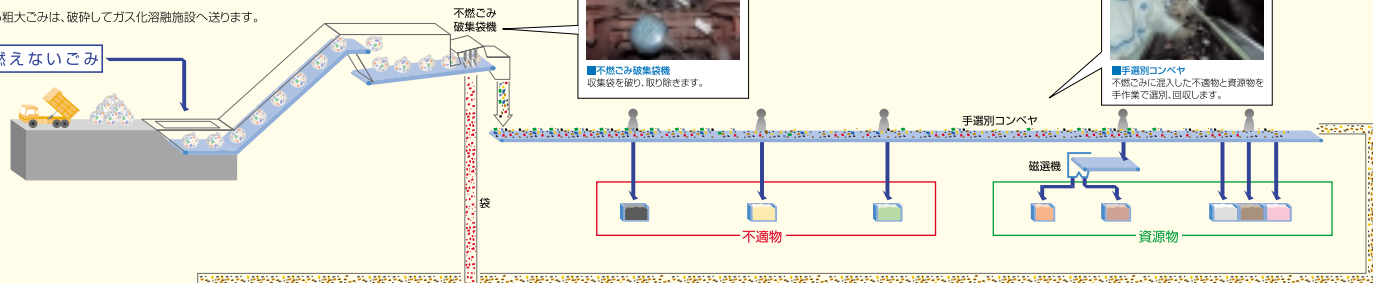 粗大ごみは、破砕してガス化溶融施設へ送ります。
燃えないごみ
不燃ごみ
破集袋機
■不燃ごみ破集袋機
収集袋を破り、取り除きます。
■手選別コンベヤ
不燃ごみに混入した不適物と資源物を
手作業で選別、回収します。
手選別コンベヤ
磁選機
袋
不適物
資源物